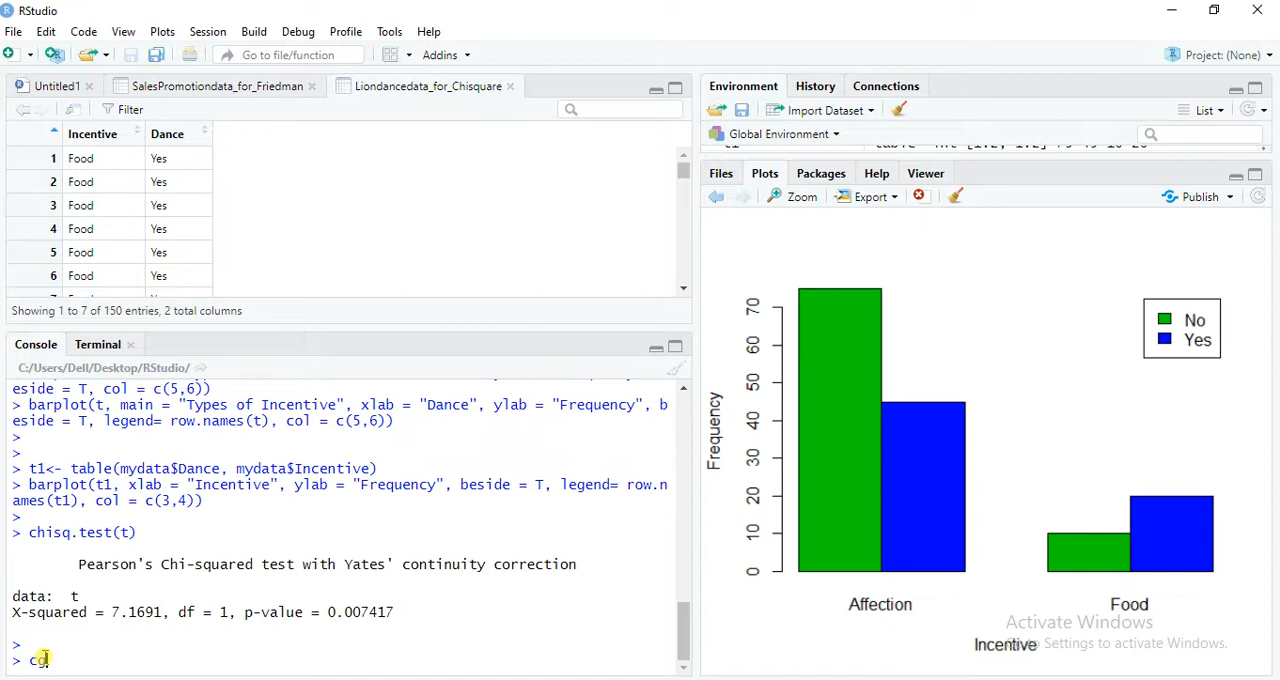 RStudio
File Edit Code View Plots Session Build Debug Profile Tools Help
Go to file/function Addins Project: (None)
Untitled1 SalesPromotiondata_for_Friedman Liondancedata_for_Chisquare
Filter
Incentive Dance
1 Food Yes
2 Food Yes
3 Food Yes
4 Food Yes
5 Food Yes
6 Food Yes
Showing 1 to 7 of 150 entries, 2 total columns
Console Terminal
C:/Users/Dell/Desktop/RStudio/
eside = T, col = c(5,6))
> barplot(t, main = "Types of Incentive", xlab = "Dance", ylab = "Frequency", b
eside = T, legend= row.names(t), col = c(5,6))
>
>
> t1<- table(mydata$Dance, mydata$Incentive)
> barplot(t1, xlab = "Incentive", ylab = "Frequency", beside = T, legend= row.n
ames(t1), col = c(3,4))
>
> chisq.test(t)
Pearson's Chi-squared test with Yates' continuity correction
data: t
X-squared = 7.1691, df = 1, p-value = 0.007417
>
> cg
Environment History Connections
Import Dataset List
Global Environment
Files Plots Packages Help Viewer
Zoom Export Publish
No
Yes
Frequency
70
60
50
40
30
20
10
0
Affection Food
Incentive
Activate Windows
to Settings to activate Windows.